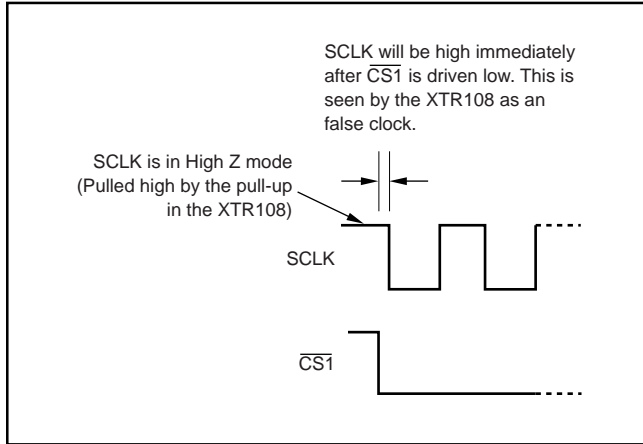 SCLK will be high immediately
after CS1 is driven low. This is
seen by the XTR108 as an
false clock.
SCLK is in High Z mode
(Pulled high by the pull-up
in the XTR108)
SCLK
CS1